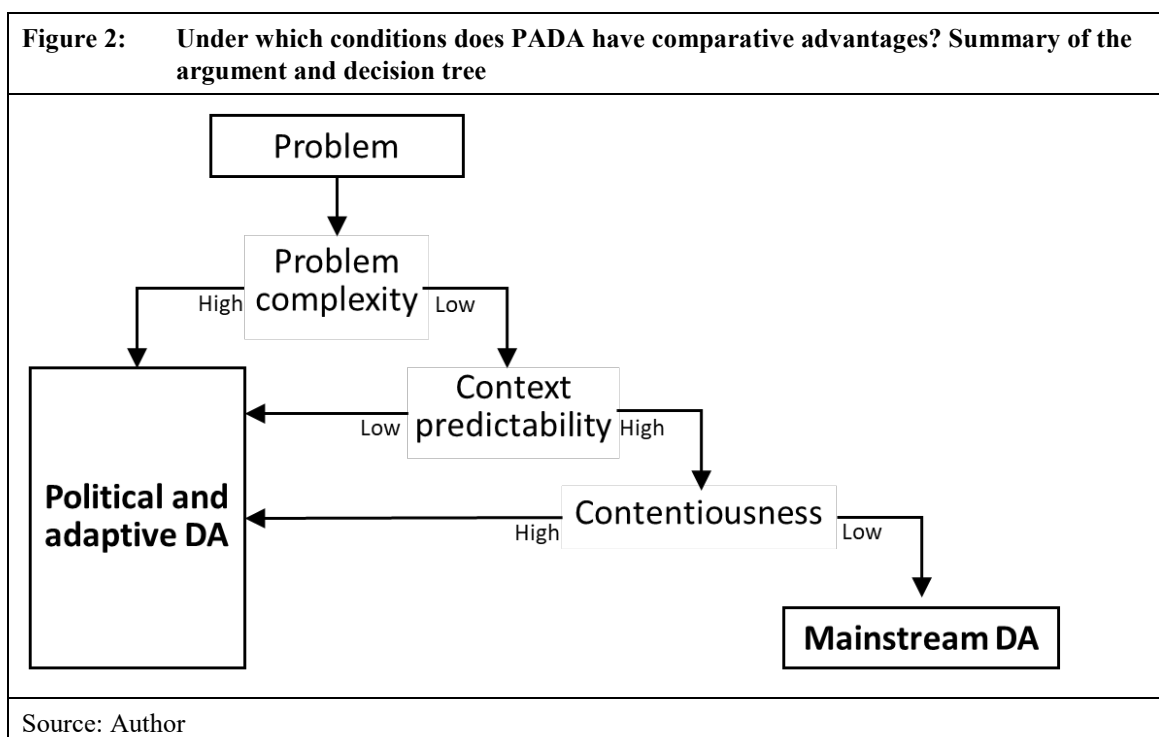 Figure 2: Under which conditions does PADA have comparative advantages? Summary of the
argument and decision tree
Problem
Problem
complexity
High
Low
Context
predictability
Low
High
Political and
adaptive DA
Contentiousness
High
Low
Mainstream DA
Source: Author